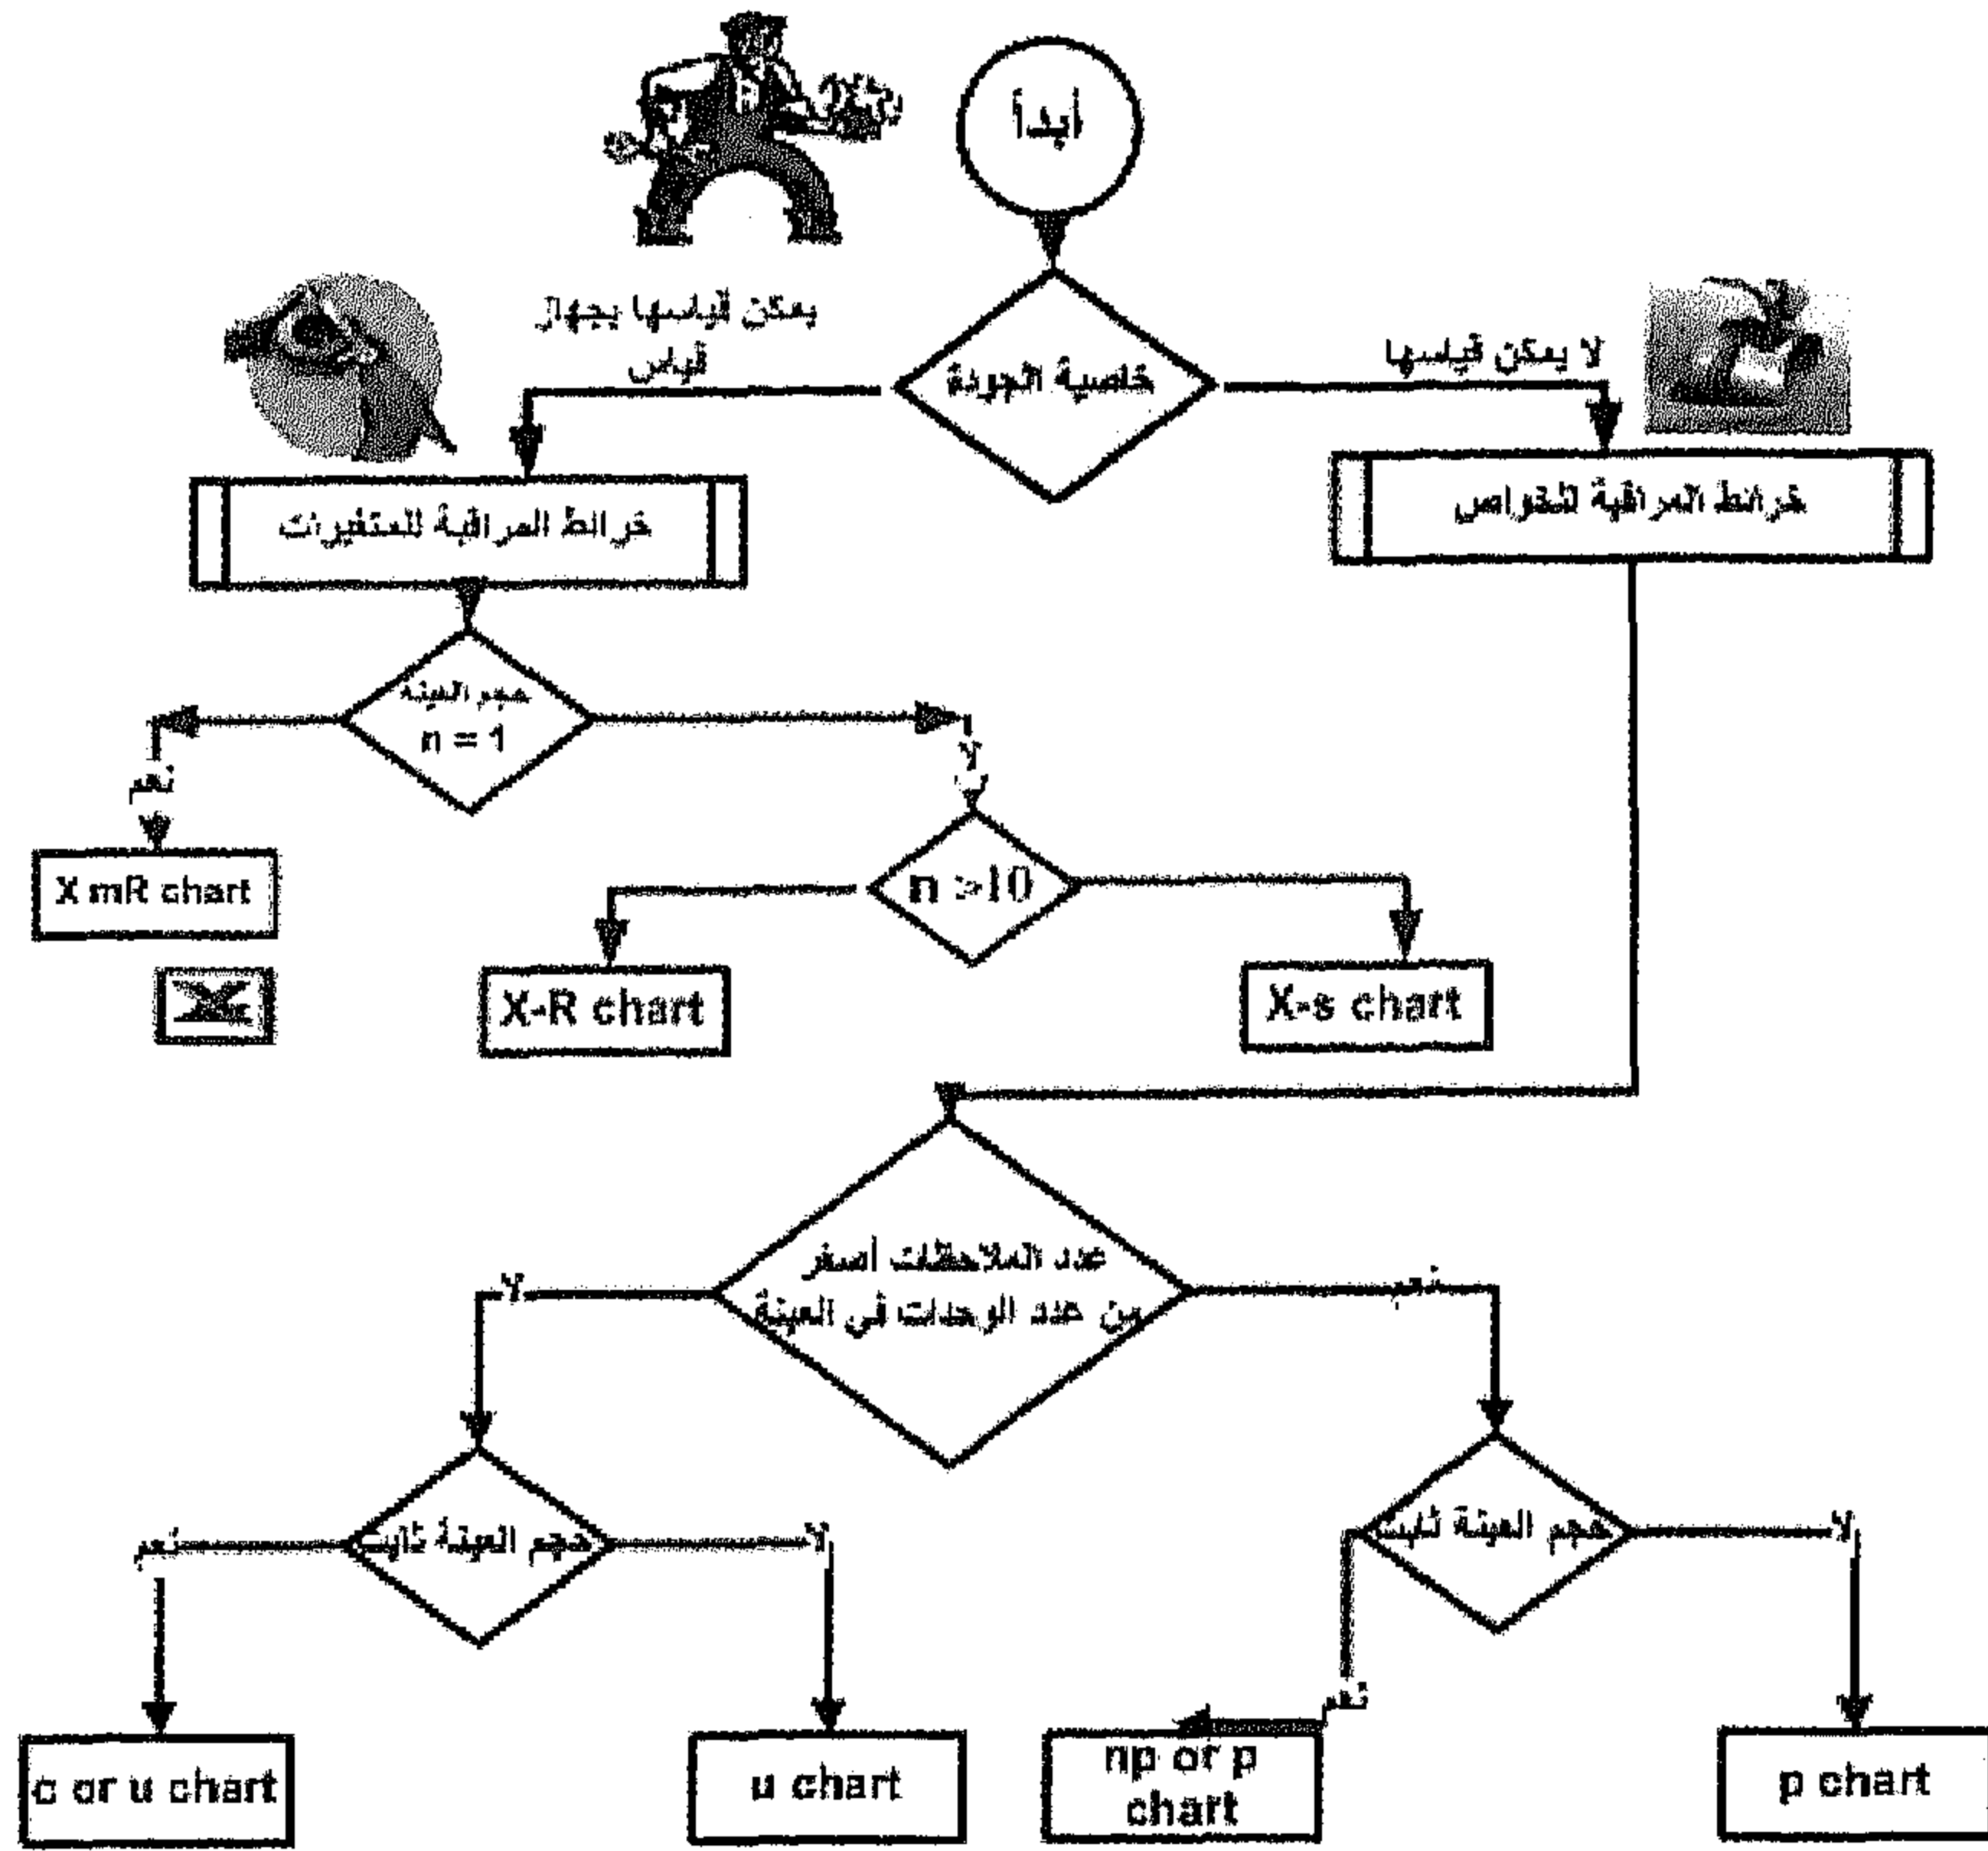 أبدأ
يمكن قياسها بجهاز
قياس
خاصية الجودة
لا يمكن قياسها
خرائط المراقبة للمتغيرات
خرائط المراقبة للخواص
حجم العينة
n = 1
نعم
لا
X mR chart
n >10
X-R chart
X-s chart
عدد الملاحظات أصغر
من عدد الوحدات في العينة
لا
نعم
حجم العينة ثابت
نعم
لا
حجم العينة ثابت
نعم
لا
c or u chart
u chart
np or p
chart
p chart